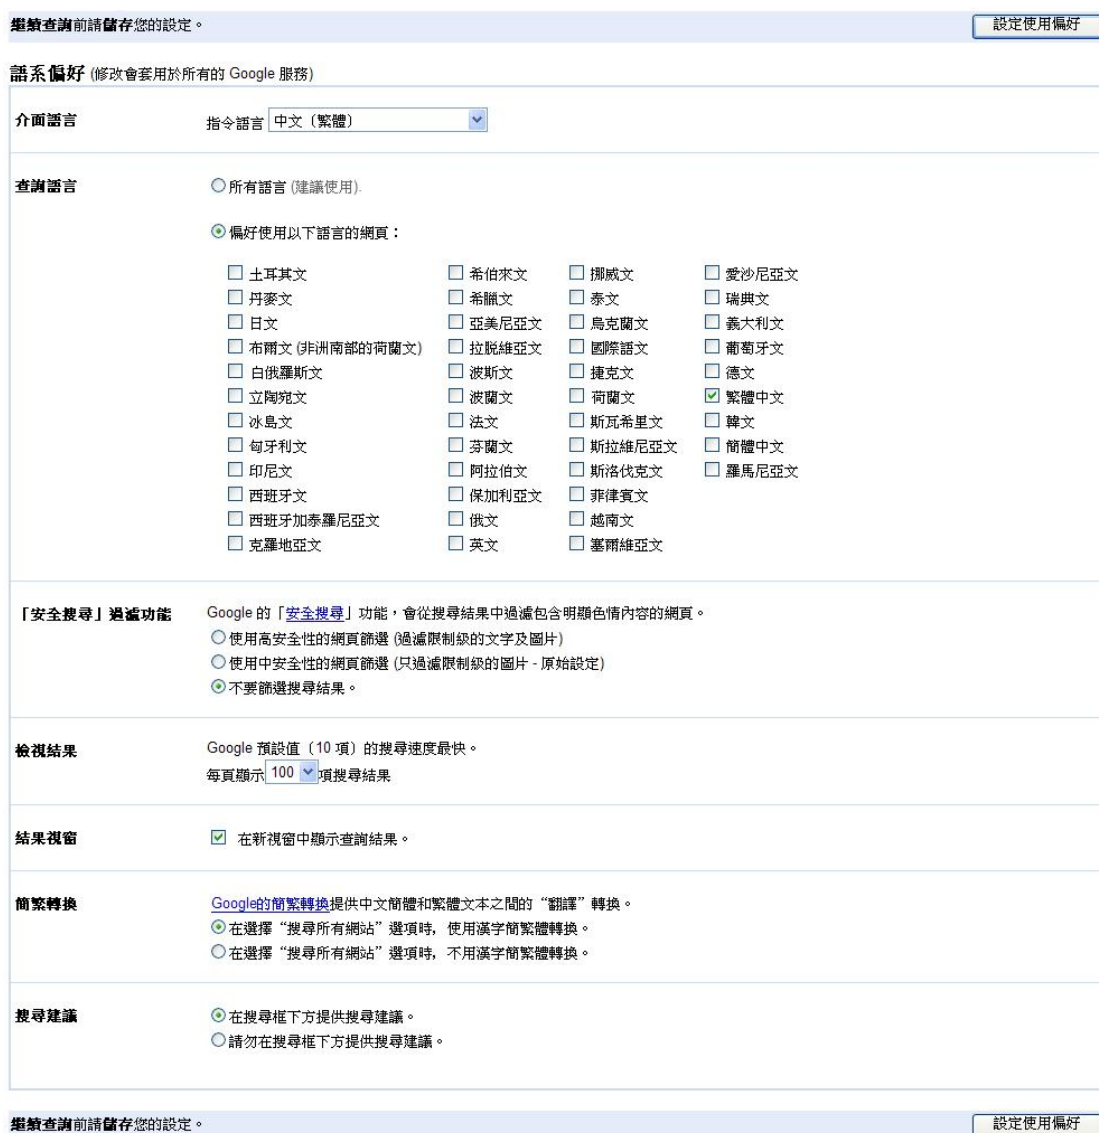 繼續查詢前請儲存您的設定。 設定使用偏好
語系偏好 (修改會套用於所有的 Google 服務)
介面語言 指令語言 中文（繁體）
查詢語言 所有語言 (建議使用).
偏好使用以下語言的網頁：
土耳其文 希伯來文 挪威文 愛沙尼亞文
丹麥文 希臘文 泰文 瑞典文
日文 亞美尼亞文 烏克蘭文 義大利文
布爾文 (非洲南部的荷蘭文) 拉脫維亞文 國際語文 葡萄牙文
白俄羅斯文 波斯文 捷克文 德文
立陶宛文 波蘭文 荷蘭文 繁體中文
冰島文 法文 斯瓦希里文 韓文
匈牙利文 芬蘭文 斯拉維尼亞文 簡體中文
印尼文 阿拉伯文 斯洛伐克文 羅馬尼亞文
西班牙文 保加利亞文 菲律賓文
西班牙加泰羅尼亞文 俄文 越南文
克羅地亞文 英文 塞爾維亞文
「安全搜尋」過濾功能 Google 的「安全搜尋」功能，會從搜尋結果中過濾包含明顯色情內容的網頁。
使用高安全性的網頁篩選 (過濾限制級的文字及圖片)
使用中安全性的網頁篩選 (只過濾限制級的圖片 - 原始設定)
不要篩選搜尋結果。
檢視結果 Google 預設值（10 項）的搜尋速度最快。
每頁顯示 100 項搜尋結果
結果視窗 在新視窗中顯示查詢結果。
簡繁轉換 Google的簡繁轉換提供中文簡體和繁體文本之間的“翻譯”轉換。
在選擇“搜尋所有網站”選項時, 使用漢字簡繁體轉換。
在選擇“搜尋所有網站”選項時, 不用漢字簡繁體轉換。
搜尋建議 在搜尋框下方提供搜尋建議。
請勿在搜尋框下方提供搜尋建議。
繼續查詢前請儲存您的設定。 設定使用偏好